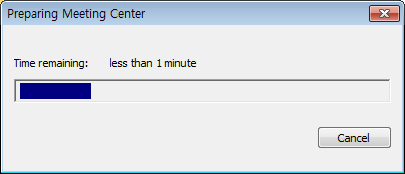 Preparing Meeting Center
Time remaining: less than 1 minute
Cancel